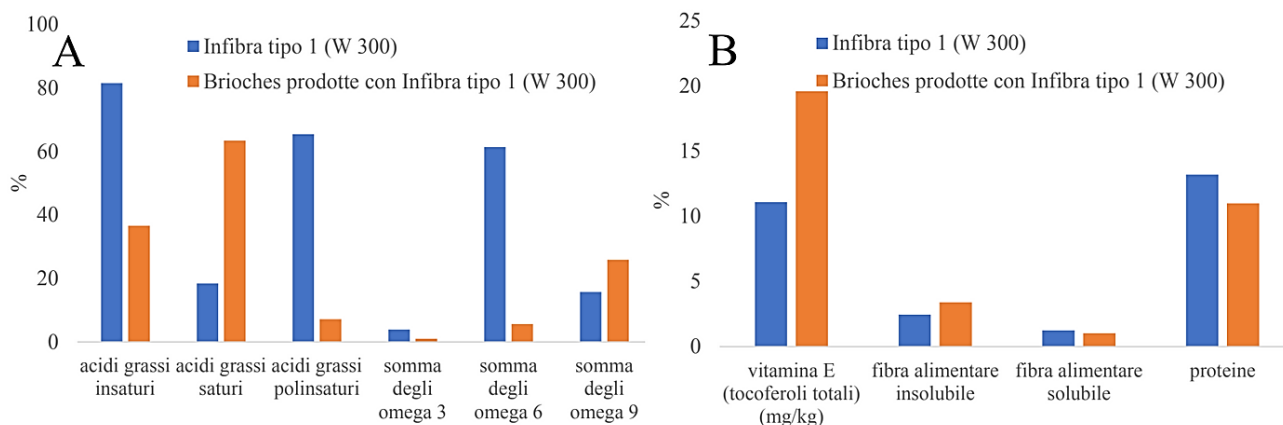 A
Infibra tipo 1 (W 300)
Brioches prodotte con Infibra tipo 1 (W 300)
100
80
60
40
20
0
%
acidi grassi
insaturi
acidi grassi
saturi
acidi grassi
polinsaturi
somma
degli
omega 3
somma
degli
omega 6
somma
degli
omega 9
B
Infibra tipo 1 (W 300)
Brioches prodotte con Infibra tipo 1 (W 300)
25
20
15
10
5
0
%
vitamina E
(tocoferoli totali)
(mg/kg)
fibra alimentare
insolubile
fibra alimentare
solubile
proteine